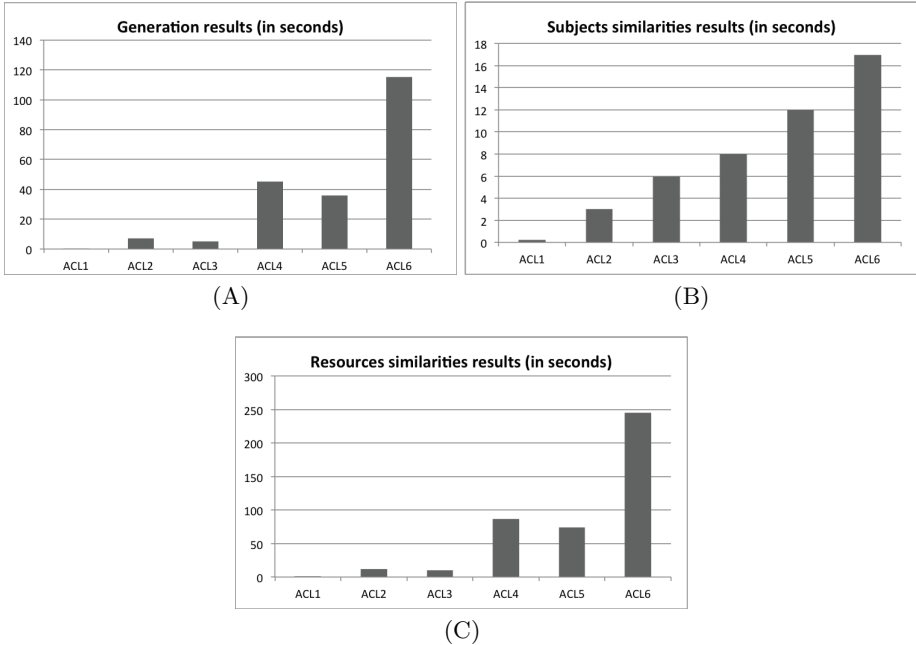 Generation results (in seconds)
140
120
100
80
60
40
20
0
ACL1 ACL2 ACL3 ACL4 ACL5 ACL6
(A)
Subjects similarities results (in seconds)
18
16
14
12
10
8
6
4
2
0
ACL1 ACL2 ACL3 ACL4 ACL5 ACL6
(B)
Resources similarities results (in seconds)
300
250
200
150
100
50
0
ACL1 ACL2 ACL3 ACL4 ACL5 ACL6
(C)